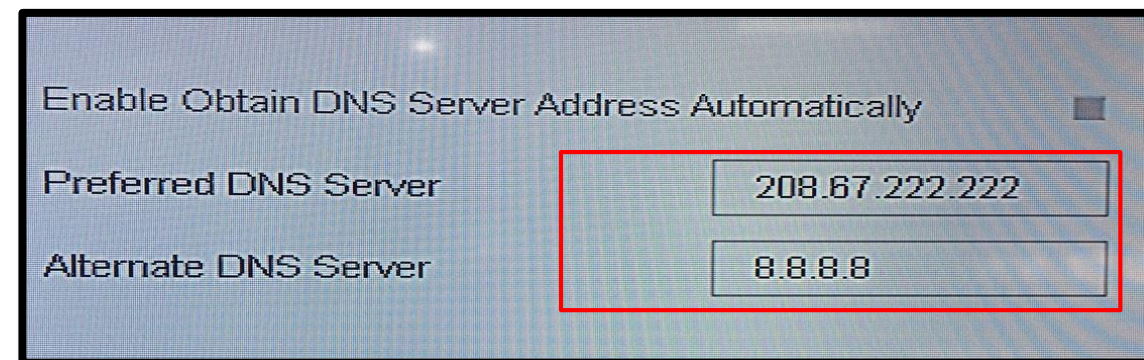 Enable Obtain DNS Server Address Automatically
Preferred DNS Server 208.67.222.222
Alternate DNS Server 8.8.8.8